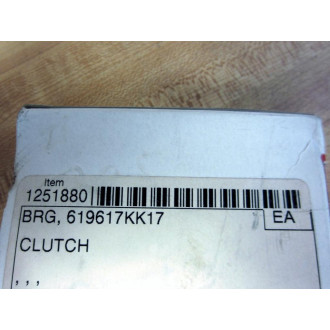 Item
1251880
BRG, 619617KK17 EA
CLUTCH
, , ,